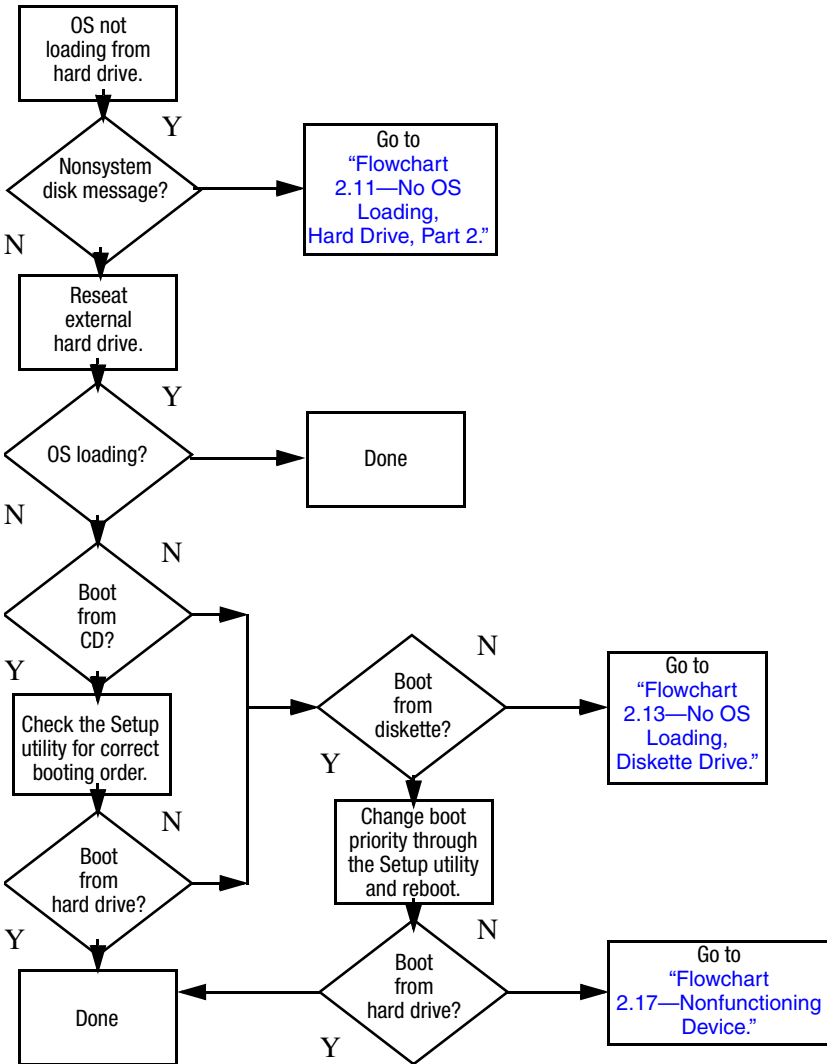 OS not
loading from
hard drive.
Y
Nonsystem
disk message?
Go to
“Flowchart
2.11—No OS
Loading,
Hard Drive, Part 2.”
N
Reseat
external
hard drive.
Y
OS loading?
Done
N
N
Boot
from
CD?
Y
Check the Setup
utility for correct
booting order.
N
Boot
from
hard drive?
Y
Done
N
Boot
from
diskette?
Go to
“Flowchart
2.13—No OS
Loading,
Diskette Drive.”
Y
Change boot
priority through
the Setup utility
and reboot.
N
Boot
from
hard drive?
Y
Go to
“Flowchart
2.17—Nonfunctioning
Device.”